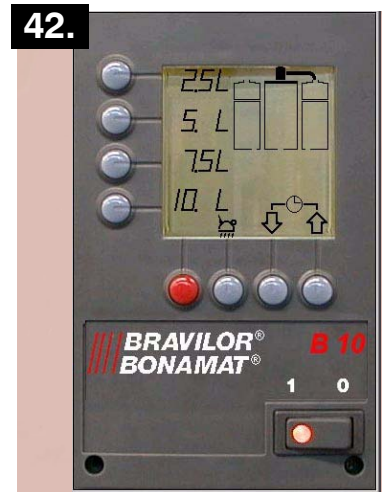 42.
2.5L
5. L
7.5L
10. L
BRAVILOR® B 10
BONAMAT®
1 0